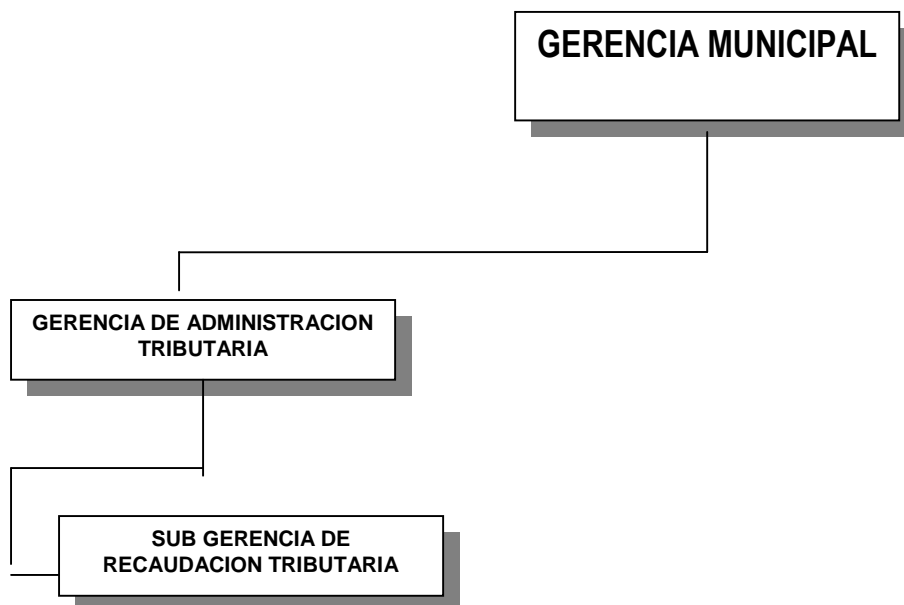 GERENCIA MUNICIPAL
GERENCIA DE ADMINISTRACION
TRIBUTARIA
SUB GERENCIA DE
RECAUDACION TRIBUTARIA